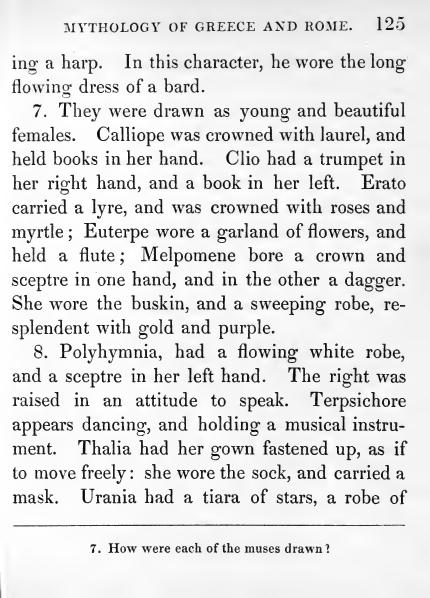 MYTHOLOGY OF GREECE AND ROME. 125
ing a harp. In this character, he wore the long
flowing dress of a bard.
7. They were drawn as young and beautiful
females. Calliope was crowned with laurel, and
held books in her hand. Clio had a trumpet in
her right hand, and a book in her left. Erato
carried a lyre, and was crowned with roses and
myrtle; Euterpe wore a garland of flowers, and
held a flute; Melpomene bore a crown and
sceptre in one hand, and in the other a dagger.
She wore the buskin, and a sweeping robe, re-
splendent with gold and purple.
8. Polyhymnia, had a flowing white robe,
and a sceptre in her left hand. The right was
raised in an attitude to speak. Terpsichore
appears dancing, and holding a musical instru-
ment. Thalia had her gown fastened up, as if
to move freely: she wore the sock, and carried a
mask. Urania had a tiara of stars, a robe of
7. How were each of the muses drawn?